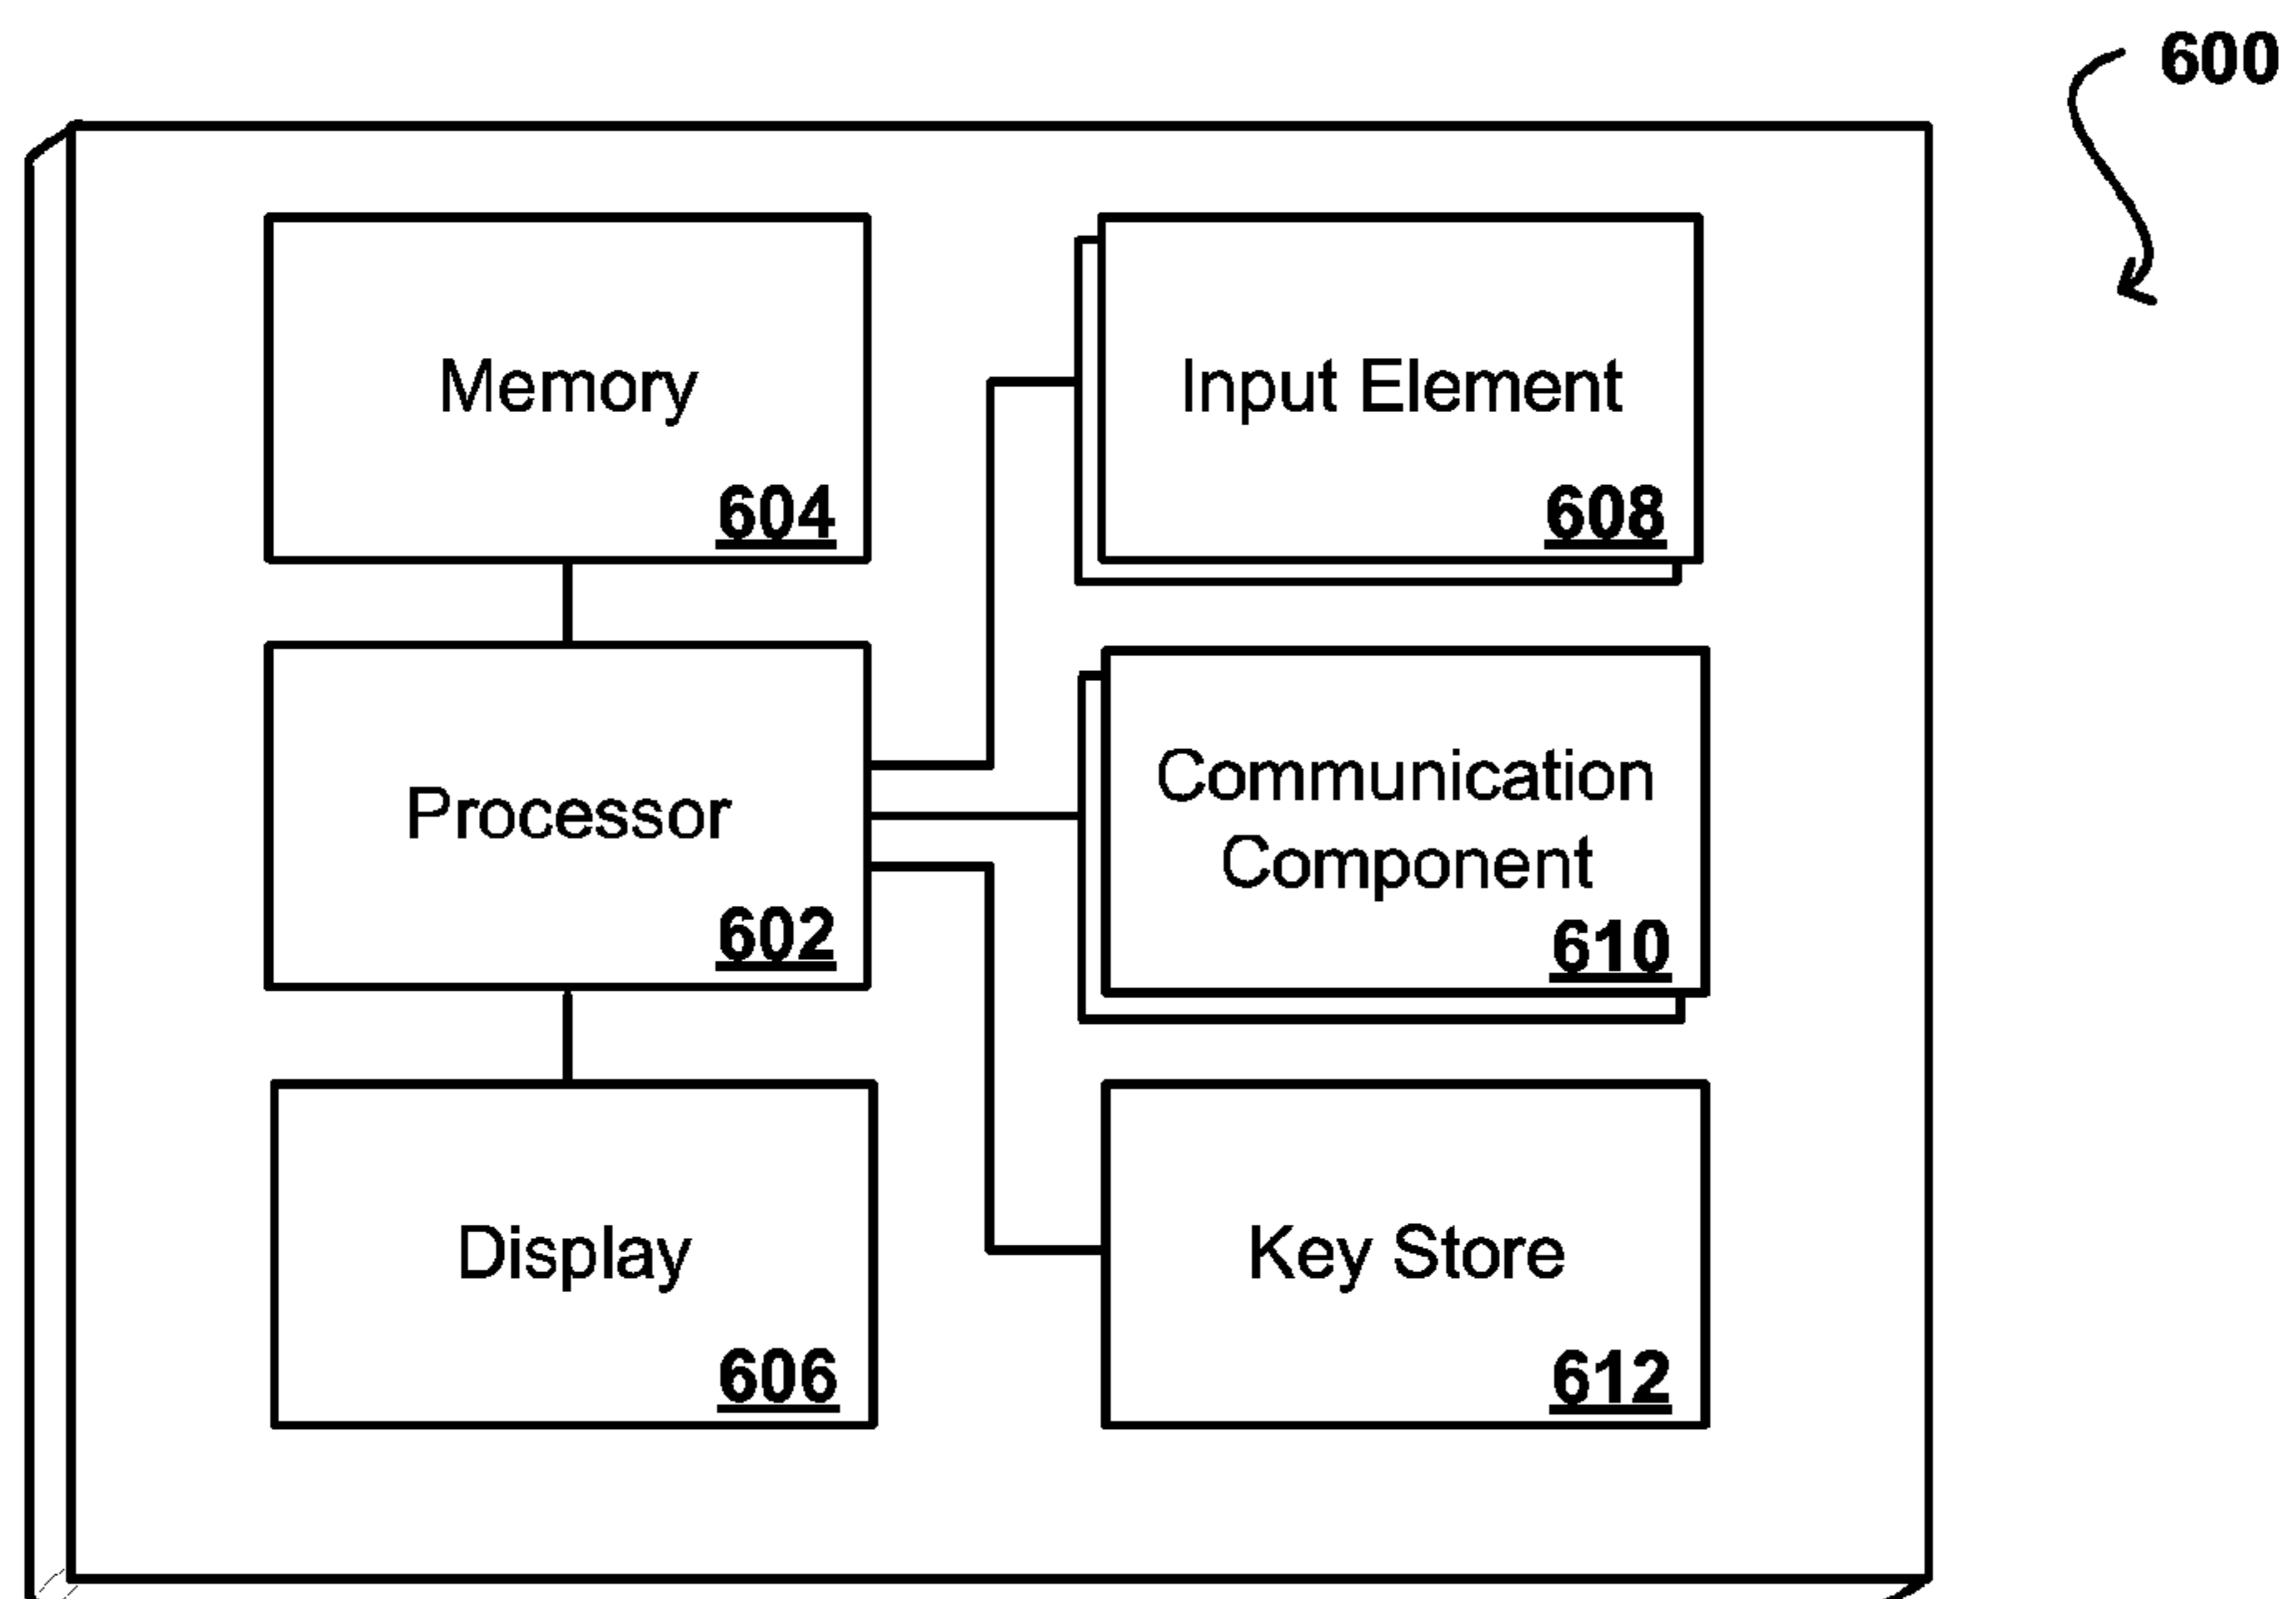 600
Memory
604
Input Element
608
Processor
602
Communication
Component
610
Display
606
Key Store
612